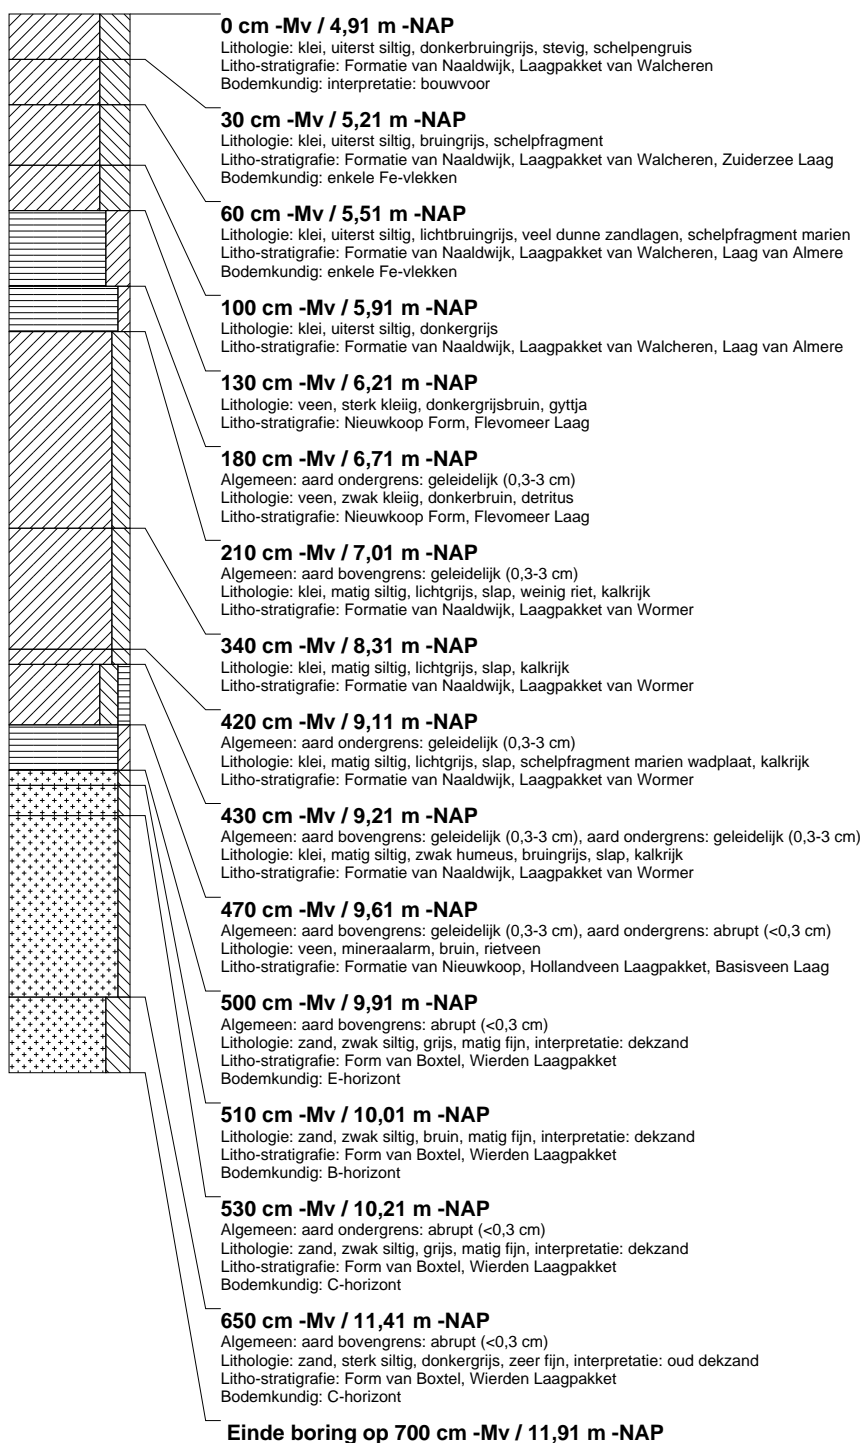 0 cm -Mv / 4,91 m -NAP
Lithologie: klei, uiterst siltig, donkerbruingrijs, stevig, schelpengruis
Litho-stratigrafie: Formatie van Naaldwijk, Laagpakket van Walcheren
Bodemkundig: interpretatie: bouwvoor
30 cm -Mv / 5,21 m -NAP
Lithologie: klei, uiterst siltig, bruingrijs, schelpfragment
Litho-stratigrafie: Formatie van Naaldwijk, Laagpakket van Walcheren, Zuiderzee Laag
Bodemkundig: enkele Fe-vlekken
60 cm -Mv / 5,51 m -NAP
Lithologie: klei, uiterst siltig, lichtbruingrijs, veel dunne zandlagen, schelpfragment marien
Litho-stratigrafie: Formatie van Naaldwijk, Laagpakket van Walcheren, Laag van Almere
Bodemkundig: enkele Fe-vlekken
100 cm -Mv / 5,91 m -NAP
Lithologie: klei, uiterst siltig, donkergrijs
Litho-stratigrafie: Formatie van Naaldwijk, Laagpakket van Walcheren, Laag van Almere
130 cm -Mv / 6,21 m -NAP
Lithologie: veen, sterk kleiig, donkergrijsbruin, gyttja
Litho-stratigrafie: Nieuwkoop Form, Flevomeer Laag
180 cm -Mv / 6,71 m -NAP
Algemeen: aard ondergrens: geleidelijk (0,3-3 cm)
Lithologie: veen, zwak kleiig, donkerbruin, detritus
Litho-stratigrafie: Nieuwkoop Form, Flevomeer Laag
210 cm -Mv / 7,01 m -NAP
Algemeen: aard bovengrens: geleidelijk (0,3-3 cm)
Lithologie: klei, matig siltig, lichtgrijs, slap, weinig riet, kalkrijk
Litho-stratigrafie: Formatie van Naaldwijk, Laagpakket van Wormer
340 cm -Mv / 8,31 m -NAP
Lithologie: klei, matig siltig, lichtgrijs, slap, kalkrijk
Litho-stratigrafie: Formatie van Naaldwijk, Laagpakket van Wormer
420 cm -Mv / 9,11 m -NAP
Algemeen: aard ondergrens: geleidelijk (0,3-3 cm)
Lithologie: klei, matig siltig, lichtgrijs, slap, schelpfragment marien wadplaat, kalkrijk
Litho-stratigrafie: Formatie van Naaldwijk, Laagpakket van Wormer
430 cm -Mv / 9,21 m -NAP
Algemeen: aard bovengrens: geleidelijk (0,3-3 cm), aard ondergrens: geleidelijk (0,3-3 cm)
Lithologie: klei, matig siltig, zwak humeus, bruingrijs, slap, kalkrijk
Litho-stratigrafie: Formatie van Naaldwijk, Laagpakket van Wormer
470 cm -Mv / 9,61 m -NAP
Algemeen: aard bovengrens: geleidelijk (0,3-3 cm), aard ondergrens: abrupt (<0,3 cm)
Lithologie: veen, mineraalarm, bruin, rietveen
Litho-stratigrafie: Formatie van Nieuwkoop, Hollandveen Laagpakket, Basisveen Laag
500 cm -Mv / 9,91 m -NAP
Algemeen: aard bovengrens: abrupt (<0,3 cm)
Lithologie: zand, zwak siltig, grijs, matig fijn, interpretatie: dekzand
Litho-stratigrafie: Form van Boxtel, Wierden Laagpakket
Bodemkundig: E-horizont
510 cm -Mv / 10,01 m -NAP
Lithologie: zand, zwak siltig, bruin, matig fijn, interpretatie: dekzand
Litho-stratigrafie: Form van Boxtel, Wierden Laagpakket
Bodemkundig: B-horizont
530 cm -Mv / 10,21 m -NAP
Algemeen: aard ondergrens: abrupt (<0,3 cm)
Lithologie: zand, zwak siltig, grijs, matig fijn, interpretatie: dekzand
Litho-stratigrafie: Form van Boxtel, Wierden Laagpakket
Bodemkundig: C-horizont
650 cm -Mv / 11,41 m -NAP
Algemeen: aard bovengrens: abrupt (<0,3 cm)
Lithologie: zand, sterk siltig, donkergrijs, zeer fijn, interpretatie: oud dekzand
Litho-stratigrafie: Form van Boxtel, Wierden Laagpakket
Bodemkundig: C-horizont
Einde boring op 700 cm -Mv / 11,91 m -NAP